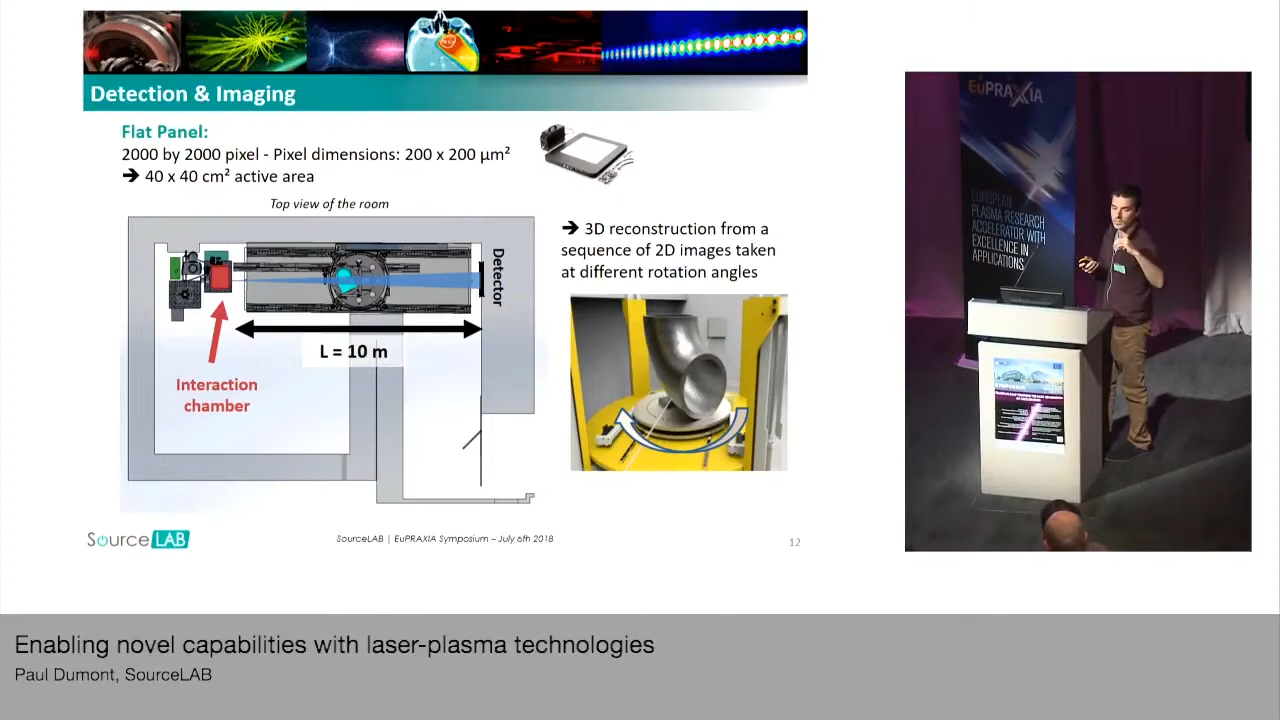 Detection & Imaging
Flat Panel:
2000 by 2000 pixel - Pixel dimensions: 200 x 200 µm²
➔ 40 x 40 cm² active area
Top view of the room
Detector
L = 10 m
Interaction
chamber
➔ 3D reconstruction from a
sequence of 2D images taken
at different rotation angles
SourceLAB
SourceLAB | EuPRAXIA Symposium – July 6th 2018
12
EuPRAXIA
EUROPEAN
PLASMA RESEARCH
ACCELERATOR WITH
EXCELLENCE IN
APPLICATIONS
SYMPOSIUM
Enabling novel capabilities with laser-plasma technologies
Paul Dumont, SourceLAB